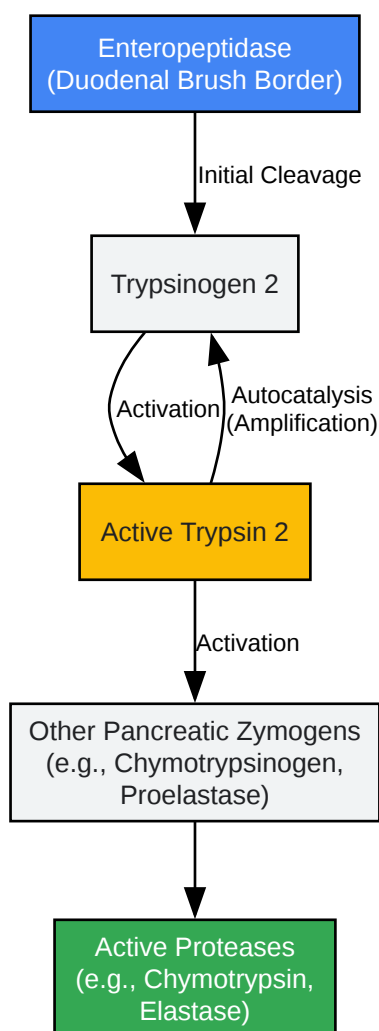 Enteropeptidase
(Duodenal Brush Border)
Initial Cleavage
Trypsinogen 2
Activation
Autocatalysis
(Amplification)
Active Trypsin 2
Activation
Other Pancreatic Zymogens
(e.g., Chymotrypsinogen,
Proelastase)
Active Proteases
(e.g., Chymotrypsin,
Elastase)